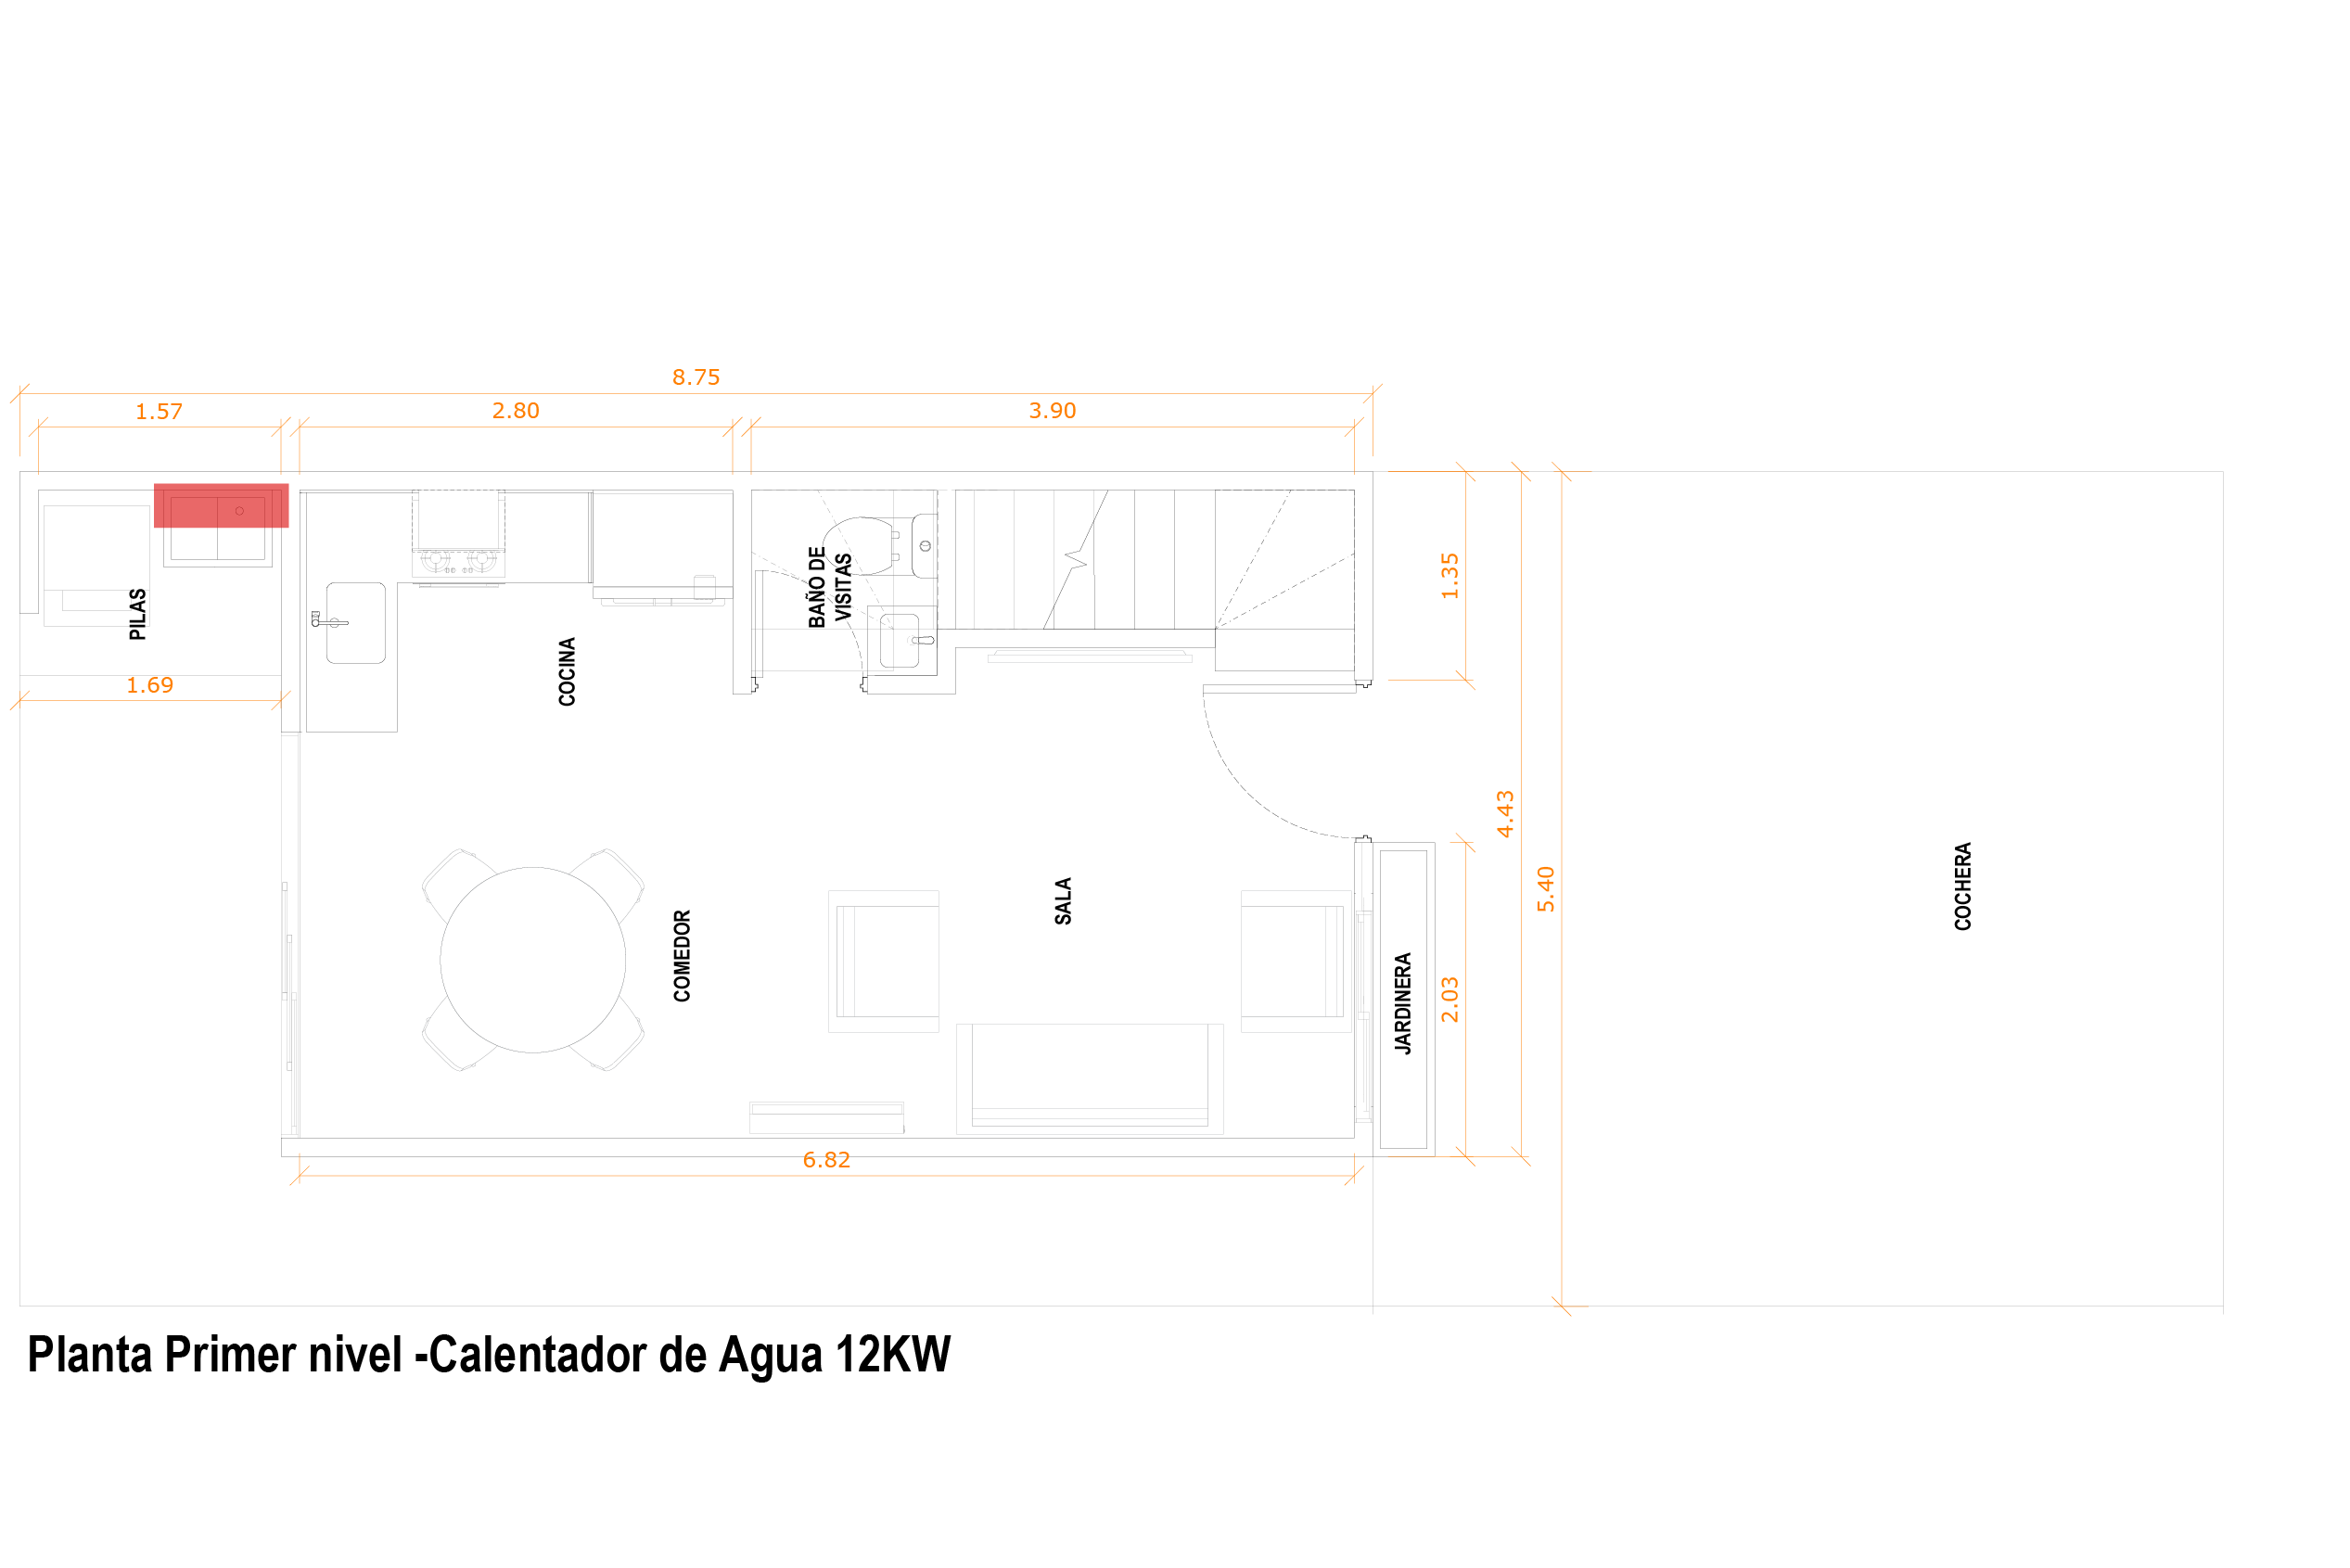 8.75
1.57
2.80
3.90
PILAS
COCINA
BAÑO DE
VISITAS
1.35
1.69
4.43
5.40
COMEDOR
SALA
JARDINERA
2.03
COCHERA
6.82
Planta Primer nivel -Calentador de Agua 12KW